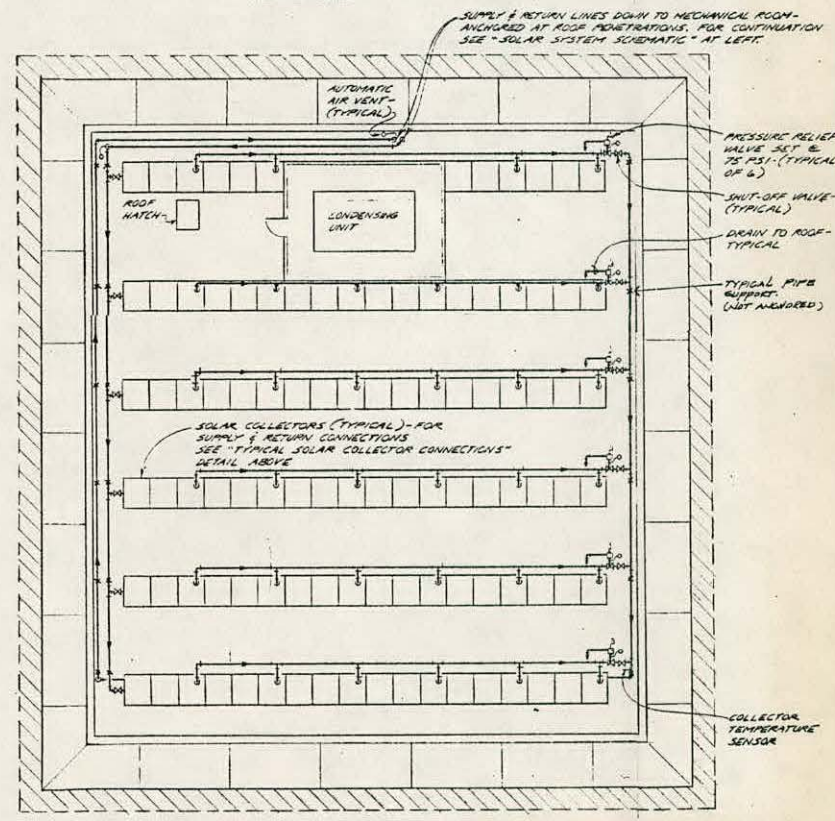 SUPPLY & RETURN LINES DOWN TO MECHANICAL ROOM-
ANCHORED AT ROOF PENETRATIONS. FOR CONTINUATION
SEE "SOLAR SYSTEM SCHEMATIC" AT LEFT.
AUTOMATIC
AIR VENT-
(TYPICAL)
PRESSURE RELIEF
VALVE SET @
75 PSI-(TYPICAL
OF 6)
SHUT-OFF VALVE-
(TYPICAL)
ROOF
HATCH
CONDENSING
UNIT
DRAIN TO ROOF-
TYPICAL
TYPICAL PIPE
SUPPORT.
(NOT ANCHORED)
SOLAR COLLECTORS (TYPICAL)-FOR
SUPPLY & RETURN CONNECTIONS
SEE "TYPICAL SOLAR COLLECTOR CONNECTIONS"
DETAIL ABOVE
COLLECTOR
TEMPERATURE
SENSOR